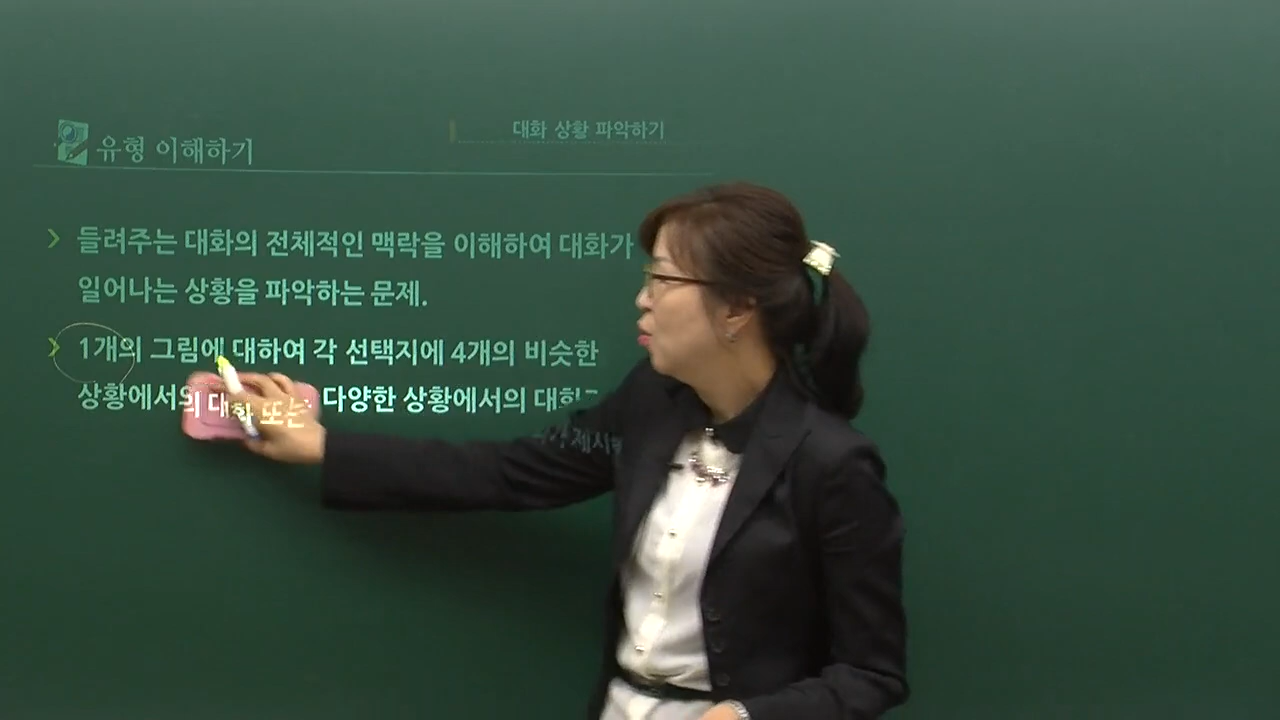 유형 이해하기
대화 상황 파악하기
들려주는 대화의 전체적인 맥락을 이해하여 대화가
일어나는 상황을 파악하는 문제.
1개의 그림에 대하여 각 선택지에 4개의 비슷한
상황에서의 대화 또는 다양한 상황에서의 대화
제시